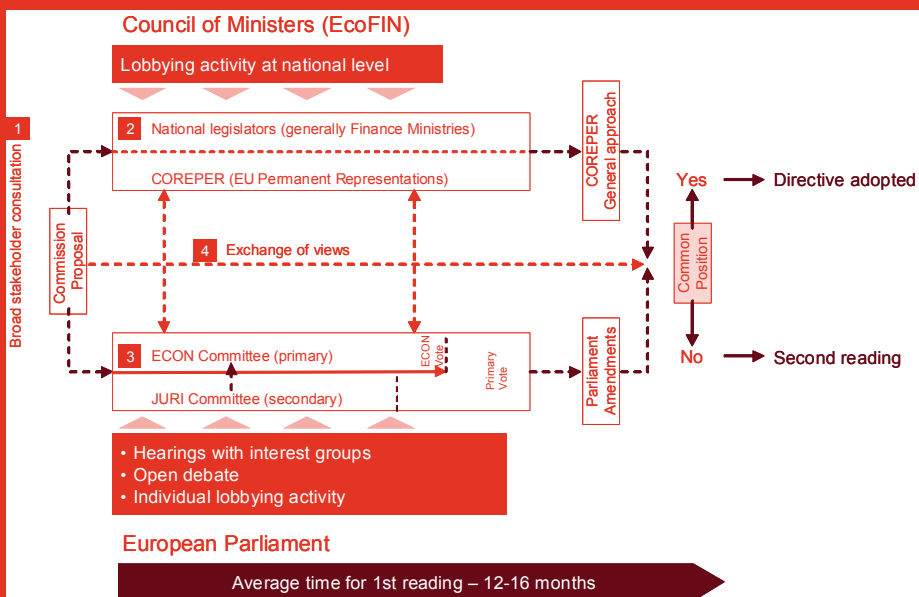 Council of Ministers (EcoFIN)
Lobbying activity at national level
1
Broad stakeholder consultation
Commission
Proposal
2 National legislators (generally Finance Ministries)
COREPER (EU Permanent Representations)
COREPER
General approach
4 Exchange of views
Yes
Directive adopted
Common
Position
No
Second reading
3 ECON Committee (primary)
JURI Committee (secondary)
ECON
Vote
Primary
Vote
Parliament
Amendments
• Hearings with interest groups
• Open debate
• Individual lobbying activity
European Parliament
Average time for 1st reading – 12-16 months